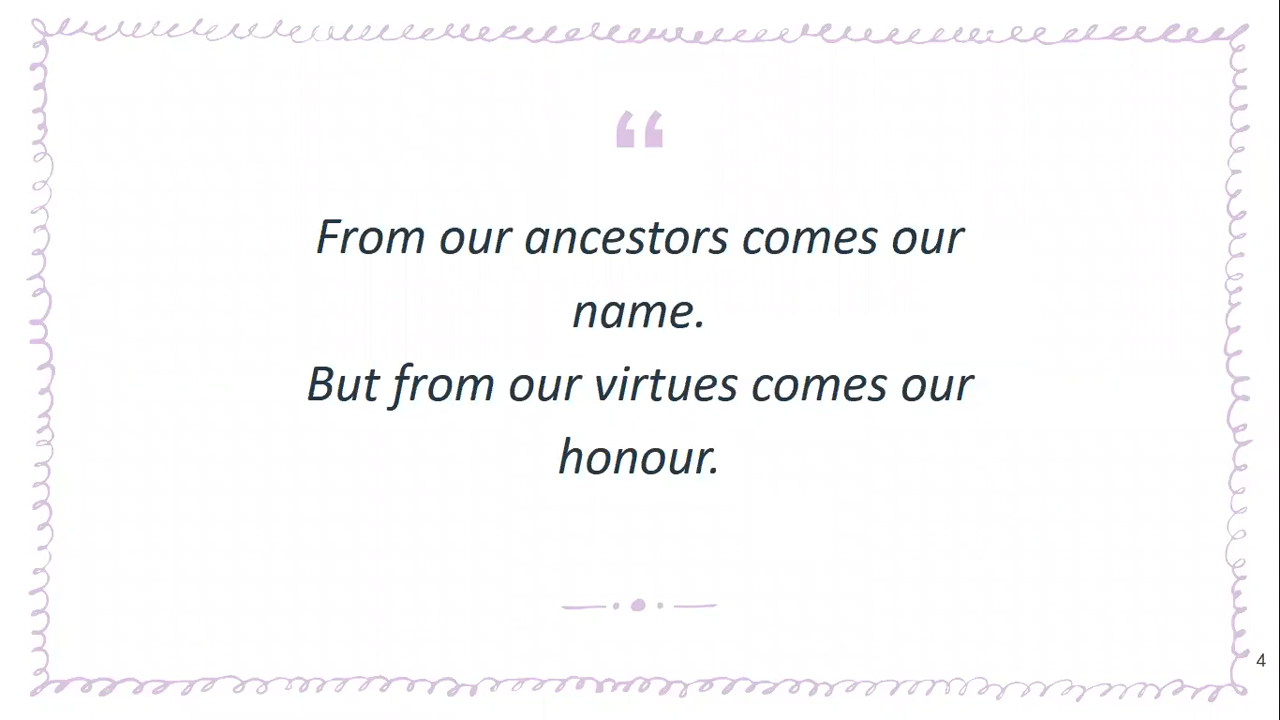 “
From our ancestors comes our
name.
But from our virtues comes our
honour.
4